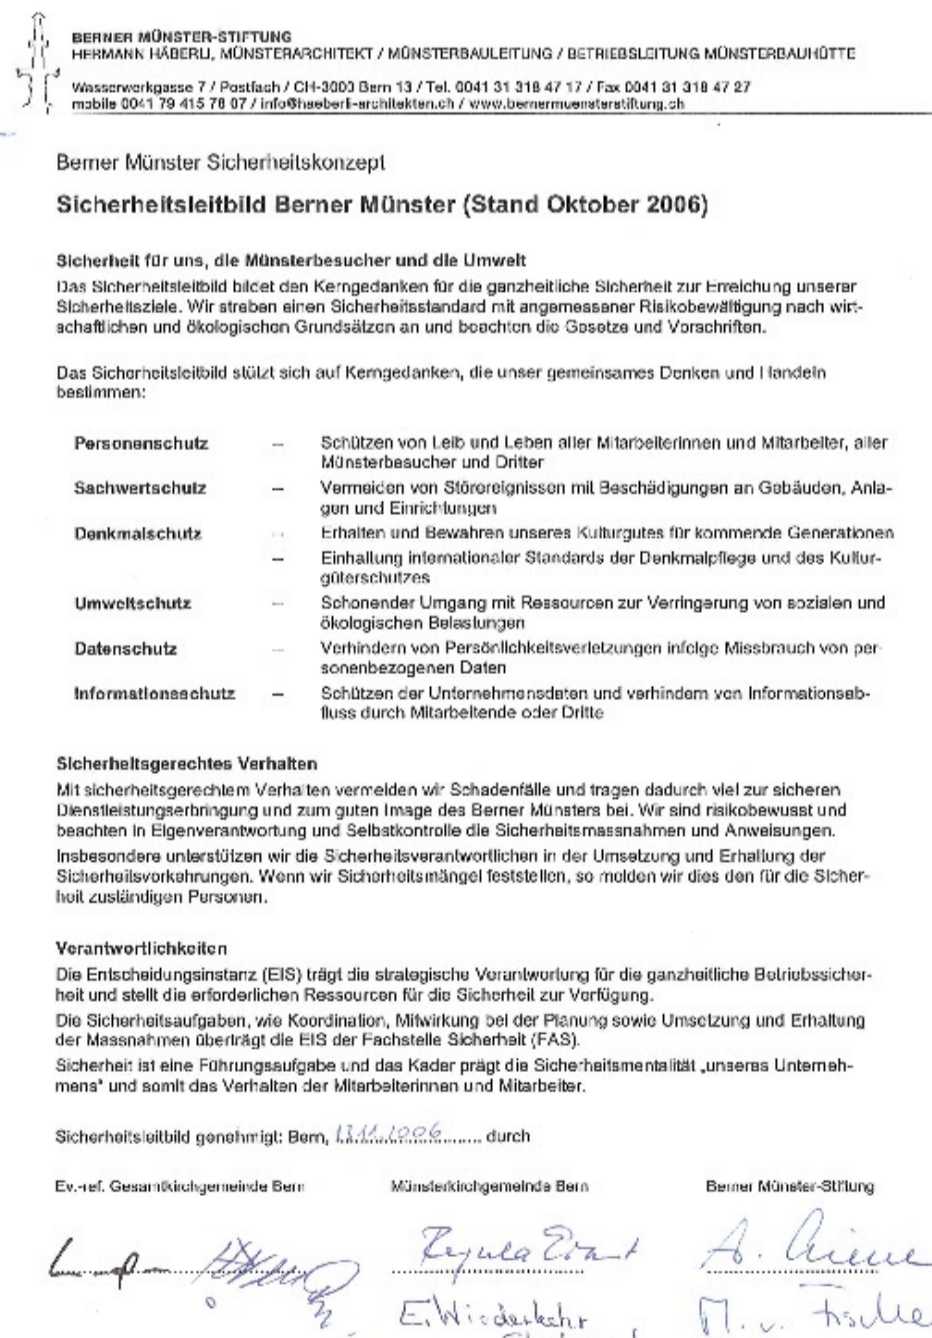 BERNER MÜNSTER-STIFTUNG
HERMANN HÄBERLI, MÜNSTERARCHITEKT / MÜNSTERBAULEITUNG / BETRIEBSLEITUNG MÜNSTERBAUHÜTTE
Wasserwerkgasse 7 / Postfach / CH-3000 Bern 13 / Tel. 0041 31 318 47 17 / Fax 0041 31 318 47 27
mobile 0041 79 415 78 07 / info@haeberli-architekten.ch / www.bernermuensterstiftung.ch
Berner Münster Sicherheitskonzept
Sicherheitsleitbild Berner Münster (Stand Oktober 2006)
Sicherheit für uns, die Münsterbesucher und die Umwelt
Das Sicherheitsleitbild bildet den Kerngedanken für die ganzheitliche Sicherheit zur Erreichung unserer
Sicherheitsziele. Wir streben einen Sicherheitsstandard mit angemessener Risikobewältigung nach wirt-
schaftlichen und ökologischen Grundsätzen an und beachten die Gesetze und Vorschriften.
Das Sicherheitsleitbild stützt sich auf Kerngedanken, die unser gemeinsames Denken und Handeln
bestimmen:
Personenschutz – Schützen von Leib und Leben aller Mitarbeiterinnen und Mitarbeiter, aller
Münsterbesucher und Dritter
Sachwertschutz – Vermeiden von Störereignissen mit Beschädigungen an Gebäuden, Anla-
gen und Einrichtungen
Denkmalschutz – Erhalten und Bewahren unseres Kulturgutes für kommende Generationen
– Einhaltung internationaler Standards der Denkmalpflege und des Kultur-
güterschutzes
Umweltschutz – Schonender Umgang mit Ressourcen zur Verringerung von sozialen und
ökologischen Belastungen
Datenschutz – Verhindern von Persönlichkeitsverletzungen infolge Missbrauch von per-
sonenbezogenen Daten
Informationsschutz – Schützen der Unternehmensdaten und verhindern von Informationsab-
fluss durch Mitarbeitende oder Dritte
Sicherheitsgerechtes Verhalten
Mit sicherheitsgerechtem Verhalten vermeiden wir Schadenfälle und tragen dadurch viel zur sicheren
Dienstleistungserbringung und zum guten Image des Berner Münsters bei. Wir sind risikobewusst und
beachten in Eigenverantwortung und Selbstkontrolle die Sicherheitsmassnahmen und Anweisungen.
Insbesondere unterstützen wir die Sicherheitsverantwortlichen in der Umsetzung und Erhaltung der
Sicherheitsvorkehrungen. Wenn wir Sicherheitsmängel feststellen, so melden wir dies den für die Sicher-
heit zuständigen Personen.
Verantwortlichkeiten
Die Entscheidungsinstanz (EIS) trägt die strategische Verantwortung für die ganzheitliche Betriebssicher-
heit und stellt die erforderlichen Ressourcen für die Sicherheit zur Verfügung.
Die Sicherheitsaufgaben, wie Koordination, Mitwirkung bei der Planung sowie Umsetzung und Erhaltung
der Massnahmen überträgt die EIS der Fachstelle Sicherheit (FAS).
Sicherheit ist eine Führungsaufgabe und das Kader prägt die Sicherheitsmentalität „unseres Unterneh-
mens" und somit das Verhalten der Mitarbeiterinnen und Mitarbeiter.
Sicherheitsleitbild genehmigt: Bern, 13.11.2006 durch
Ev.-ref. Gesamtkirchgemeinde Bern Münsterkirchgemeinde Bern Berner Münster-Stiftung
Regula A.
E. Wiederkehr M. v. Fische